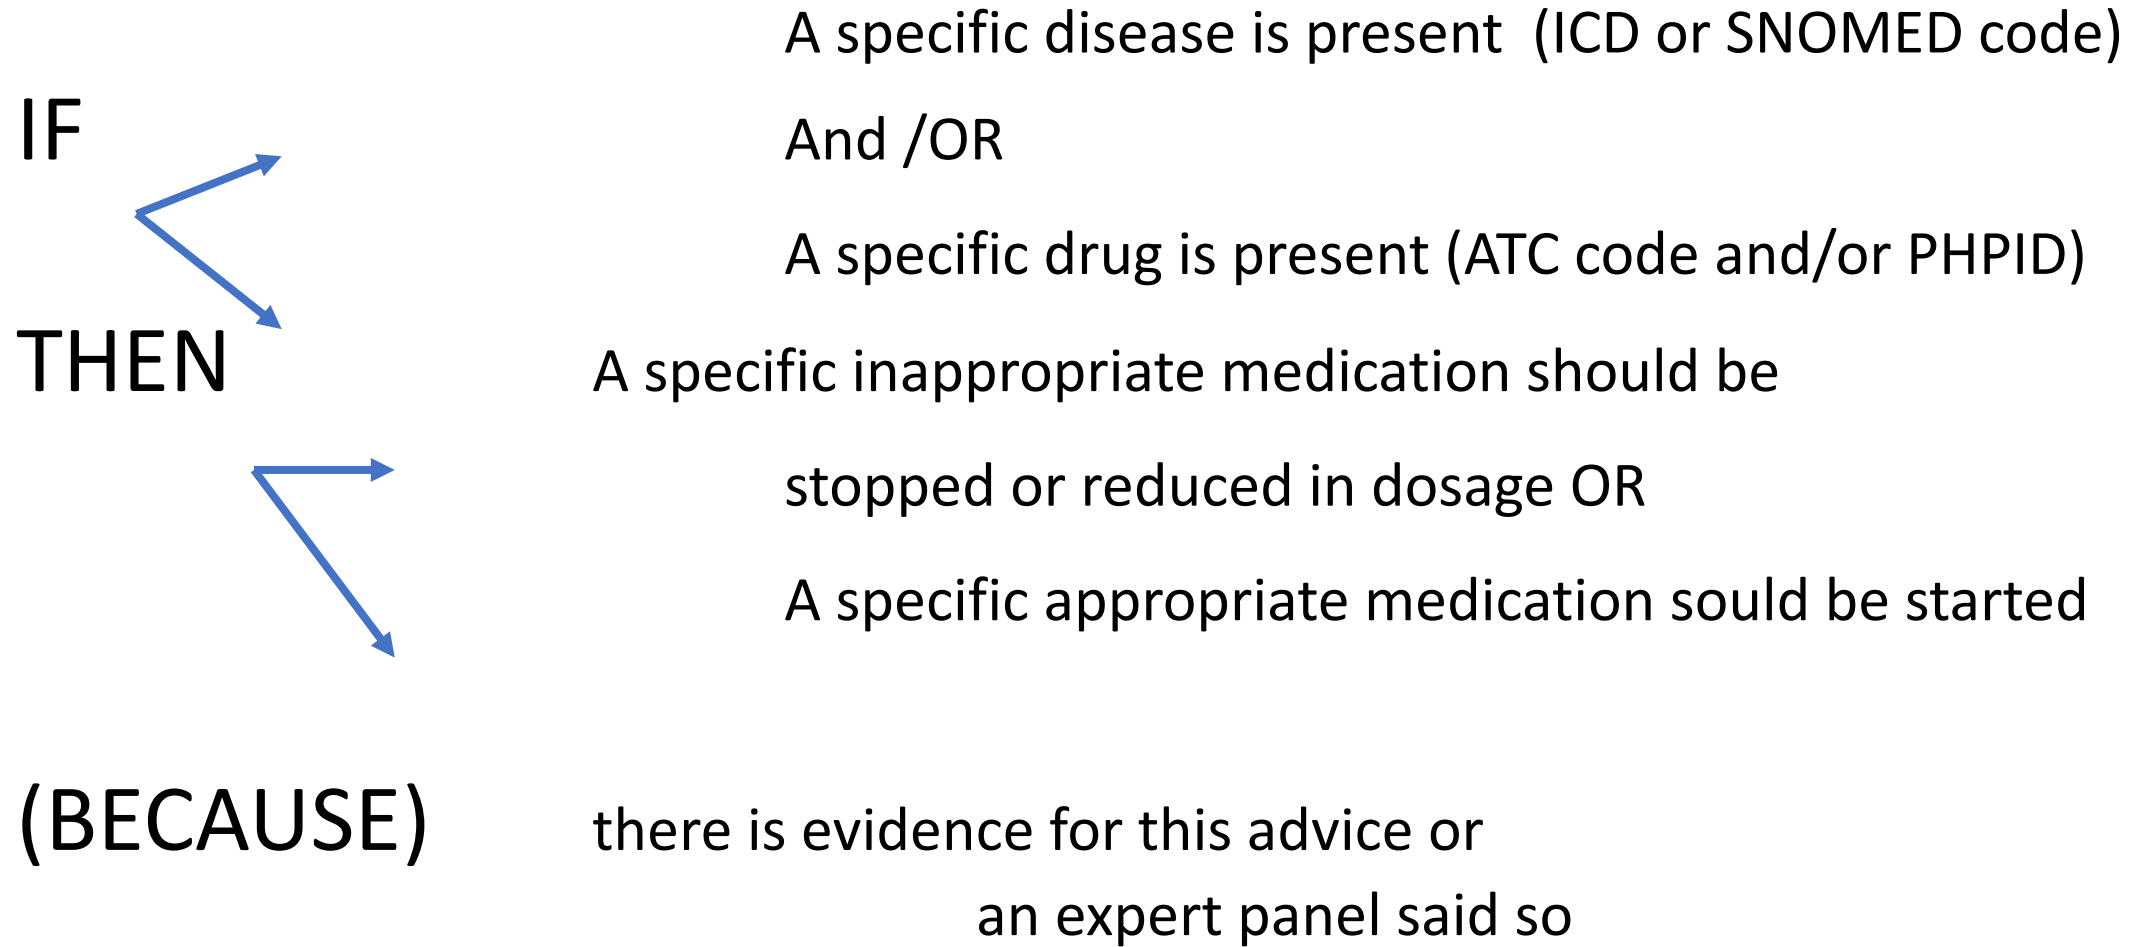 A specific disease is present (ICD or SNOMED code)
IF
And /OR
A specific drug is present (ATC code and/or PHPID)
THEN
A specific inappropriate medication should be
stopped or reduced in dosage OR
A specific appropriate medication sould be started
(BECAUSE)
there is evidence for this advice or
an expert panel said so